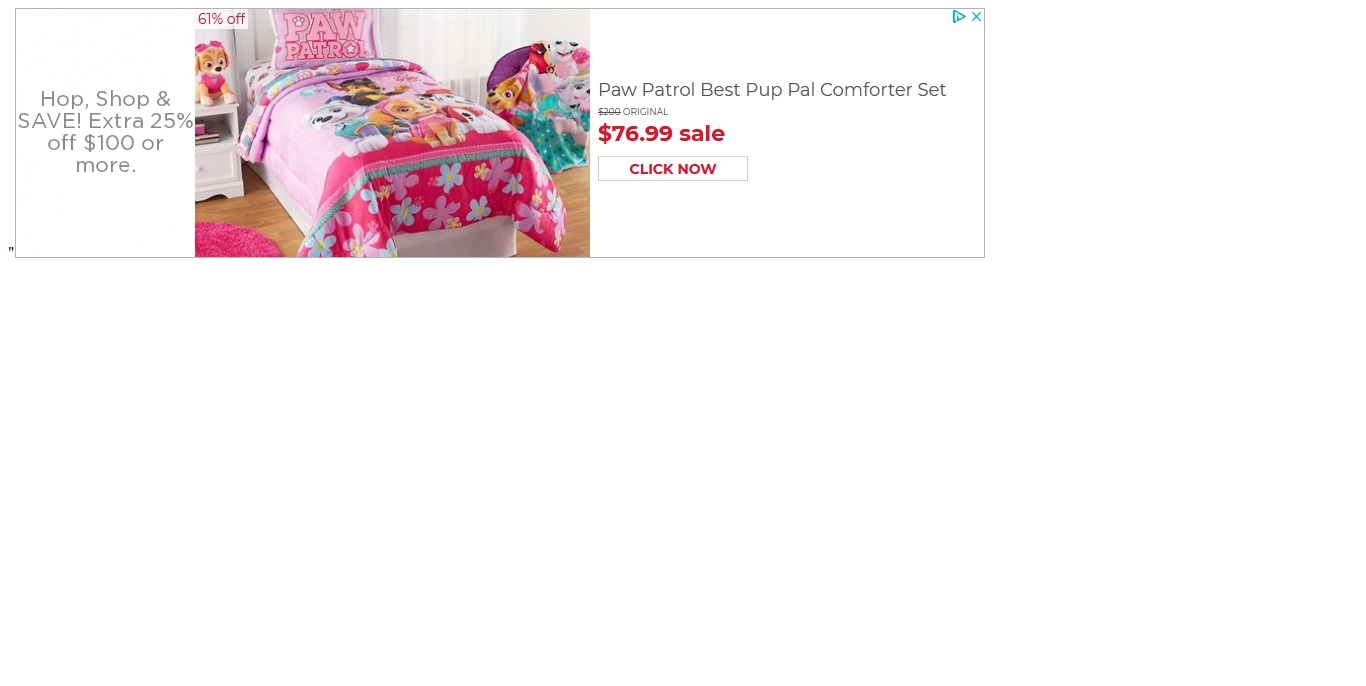 61% off
Hop, Shop &
SAVE! Extra 25%
off $100 or
more.
PAW
PATROL
Paw Patrol Best Pup Pal Comforter Set
$200 ORIGINAL
$76.99 sale
CLICK NOW
"